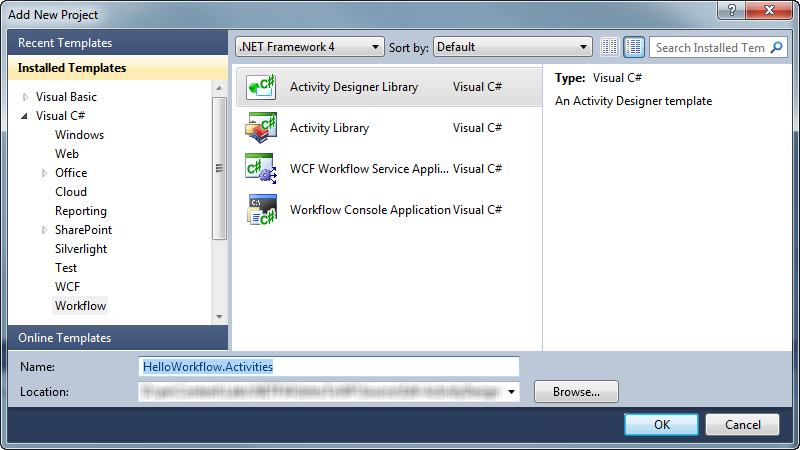 Add New Project
Recent Templates
Installed Templates
Visual Basic
Visual C#
Windows
Web
Office
Cloud
Reporting
SharePoint
Silverlight
Test
WCF
Workflow
Online Templates
.NET Framework 4 Sort by: Default Search Installed Tem
Activity Designer Library Visual C#
Activity Library Visual C#
WCF Workflow Service Appli... Visual C#
Workflow Console Application Visual C#
Type: Visual C#
An Activity Designer template
Name: HelloWorkflow.Activities
Location: Browse...
OK Cancel